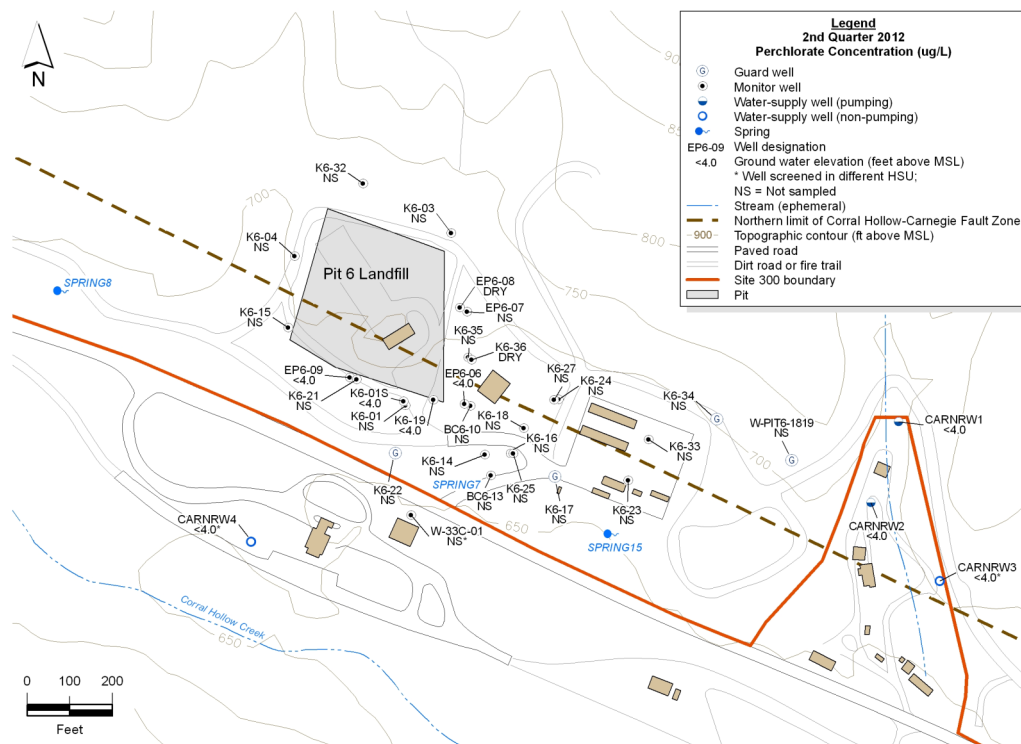 Legend
2nd Quarter 2012
Perchlorate Concentration (ug/L)
G Guard well
Monitor well
Water-supply well (pumping)
Water-supply well (non-pumping)
Spring
EP6-09 Well designation
<4.0 Ground water elevation (feet above MSL)
* Well screened in different HSU;
NS = Not sampled
Stream (ephemeral)
Northern limit of Corral Hollow-Carnegie Fault Zone
900 Topographic contour (ft above MSL)
Paved road
Dirt road or fire trail
Site 300 boundary
Pit
N
900
850
800
750
700
700
650
650
K6-32
NS
K6-03
NS
K6-04
NS
Pit 6 Landfill
SPRING8
EP6-08
DRY
EP6-07
NS
K6-15
NS
K6-35
NS
K6-36
DRY
EP6-09
<4.0
K6-21
NS
K6-01S
<4.0
K6-01
NS
K6-19
<4.0
EP6-06
<4.0
BC6-10
NS
K6-18
NS
K6-27
NS
K6-24
NS
K6-34
NS
W-PIT6-1819
NS
G
G
G
G
CARNRW1
<4.0
K6-16
NS
K6-33
NS
K6-14
NS
SPRING7
K6-22
NS
BC6-13
NS
K6-25
NS
K6-17
NS
K6-23
NS
SPRING15
CARNRW4
<4.0*
W-33C-01
NS*
CARNRW2
<4.0
CARNRW3
<4.0*
Corral Hollow Creek
0 100 200
Feet